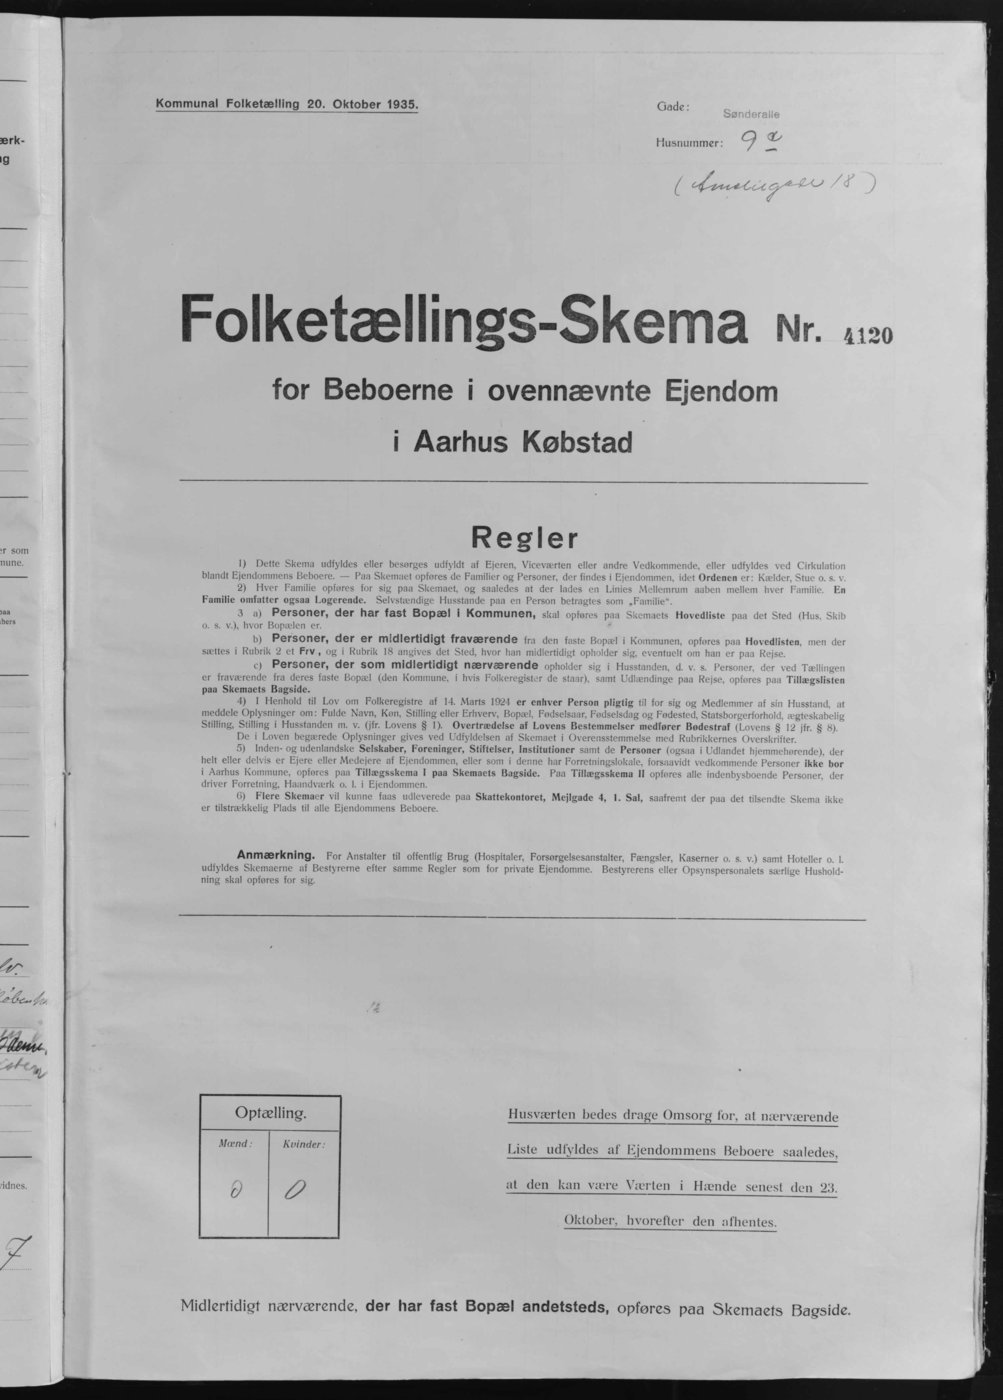 Kommunal Folketælling 20. Oktober 1935.
Gade: Sønderalle
Husnummer: 9 a
(Ameliegade 18)
Folketællings-Skema Nr. 4120
for Beboerne i ovennævnte Ejendom
i Aarhus Købstad
Regler
1) Dette Skema udfyldes eller besørges udfyldt af Ejeren, Viceværten eller andre Vedkommende, eller udfyldes ved Cirkulation
blandt Ejendommens Beboere. — Paa Skemaet opføres de Familier og Personer, der findes i Ejendommen, idet Ordenen er: Kælder, Stue o. s. v.
2) Hver Familie opføres for sig paa Skemaet, og saaledes at der lades en Linies Mellemrum aaben mellem hver Familie. En
Familie omfatter ogsaa Logerende. Selvstændige Husstande paa en Person betragtes som „Familie“.
3 a) Personer, der har fast Bopæl i Kommunen, skal opføres paa Skemaets Hovedliste paa det Sted (Hus, Skib
o. s. v.), hvor Bopælen er.
b) Personer, der er midlertidigt fraværende fra den faste Bopæl i Kommunen, opføres paa Hovedlisten, men der
sættes i Rubrik 2 et Frv, og i Rubrik 18 angives det Sted, hvor han midlertidigt opholder sig, eventuelt om han er paa Rejse.
c) Personer, der som midlertidigt nærværende opholder sig i Husstanden, d. v. s. Personer, der ved Tællingen
er fraværende fra deres faste Bopæl (den Kommune, i hvis Folkeregister de staar), samt Udlændinge paa Rejse, opføres paa Tillægslisten
paa Skemaets Bagside.
4) I Henhold til Lov om Folkeregistre af 14. Marts 1924 er enhver Person pligtig til for sig og Medlemmer af sin Husstand, at
meddele Oplysninger om: Fulde Navn, Køn, Stilling eller Erhverv, Bopæl, Fødselsaar, Fødselsdag og Fødested, Statsborgerforhold, ægteskabelig
Stilling, Stilling i Husstanden m. v. (jfr. Lovens § 1). Overtrædelse af Lovens Bestemmelser medfører Bødestraf (Lovens § 12 jfr. § 8).
De i Loven begærede Oplysninger gives ved Udfyldelsen af Skemaet i Overensstemmelse med Rubrikkernes Overskrifter.
5) Inden- og udenlandske Selskaber, Foreninger, Stiftelser, Institutioner samt de Personer (ogsaa i Udlandet hjemmehørende), der
helt eller delvis er Ejere eller Medejere af Ejendommen, eller som i denne har Forretningslokale, forsaavidt vedkommende Personer ikke bor
i Aarhus Kommune, opføres paa Tillægsskema I paa Skemaets Bagside. Paa Tillægsskema II opføres alle indenbysboende Personer, der
driver Forretning, Haandværk o. l. i Ejendommen.
6) Flere Skemaer vil kunne faas udleverede paa Skattekontoret, Mejlgade 4, 1. Sal, saafremt der paa det tilsendte Skema ikke
er tilstrækkelig Plads til alle Ejendommens Beboere.
Anmærkning. For Anstalter til offentlig Brug (Hospitaler, Forsørgelsesanstalter, Fængsler, Kaserner o. s. v.) samt Hoteller o. l.
udfyldes Skemaerne af Bestyrerne efter samme Regler som for private Ejendomme. Bestyrerens eller Opsynspersonalets særlige Hushold-
ning skal opføres for sig.
Optælling.
Mænd: Kvinder:
0 0
Husværten bedes drage Omsorg for, at nærværende
Liste udfyldes af Ejendommens Beboere saaledes,
at den kan være Værten i Hænde senest den 23.
Oktober, hvorefter den afhentes.
Midlertidigt nærværende, der har fast Bopæl andetsteds, opføres paa Skemaets Bagside.